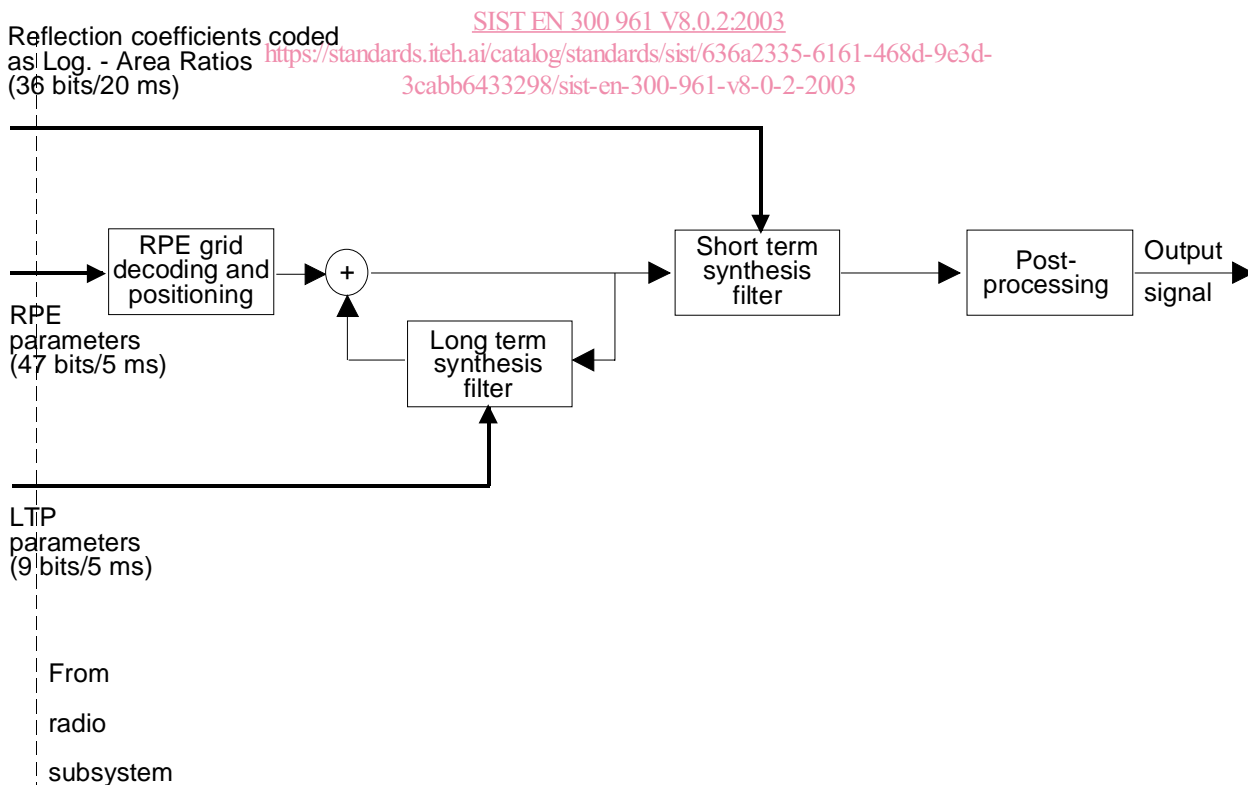 SIST EN 300 961 V8.0.2:2003
Reflection coefficients coded
https://standards.iteh.ai/catalog/standards/sist/636a2335-6161-468d-9e3d-
as Log. - Area Ratios
3cabb6433298/sist-en-300-961-v8-0-2-2003
(36 bits/20 ms)
RPE grid
decoding and
positioning
+
Short term
synthesis
filter
Post-
processing
Output
signal
RPE
parameters
(47 bits/5 ms)
Long term
synthesis
filter
LTP
parameters
(9 bits/5 ms)
From
radio
subsystem